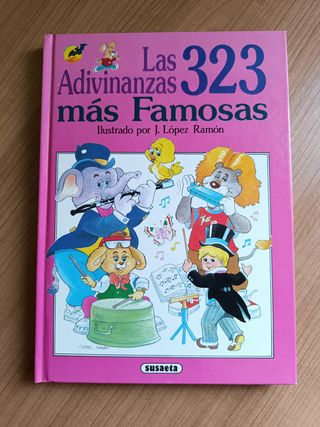 Las 323
Adivinanzas
más Famosas
Ilustrado por J. López Ramón
susaeta